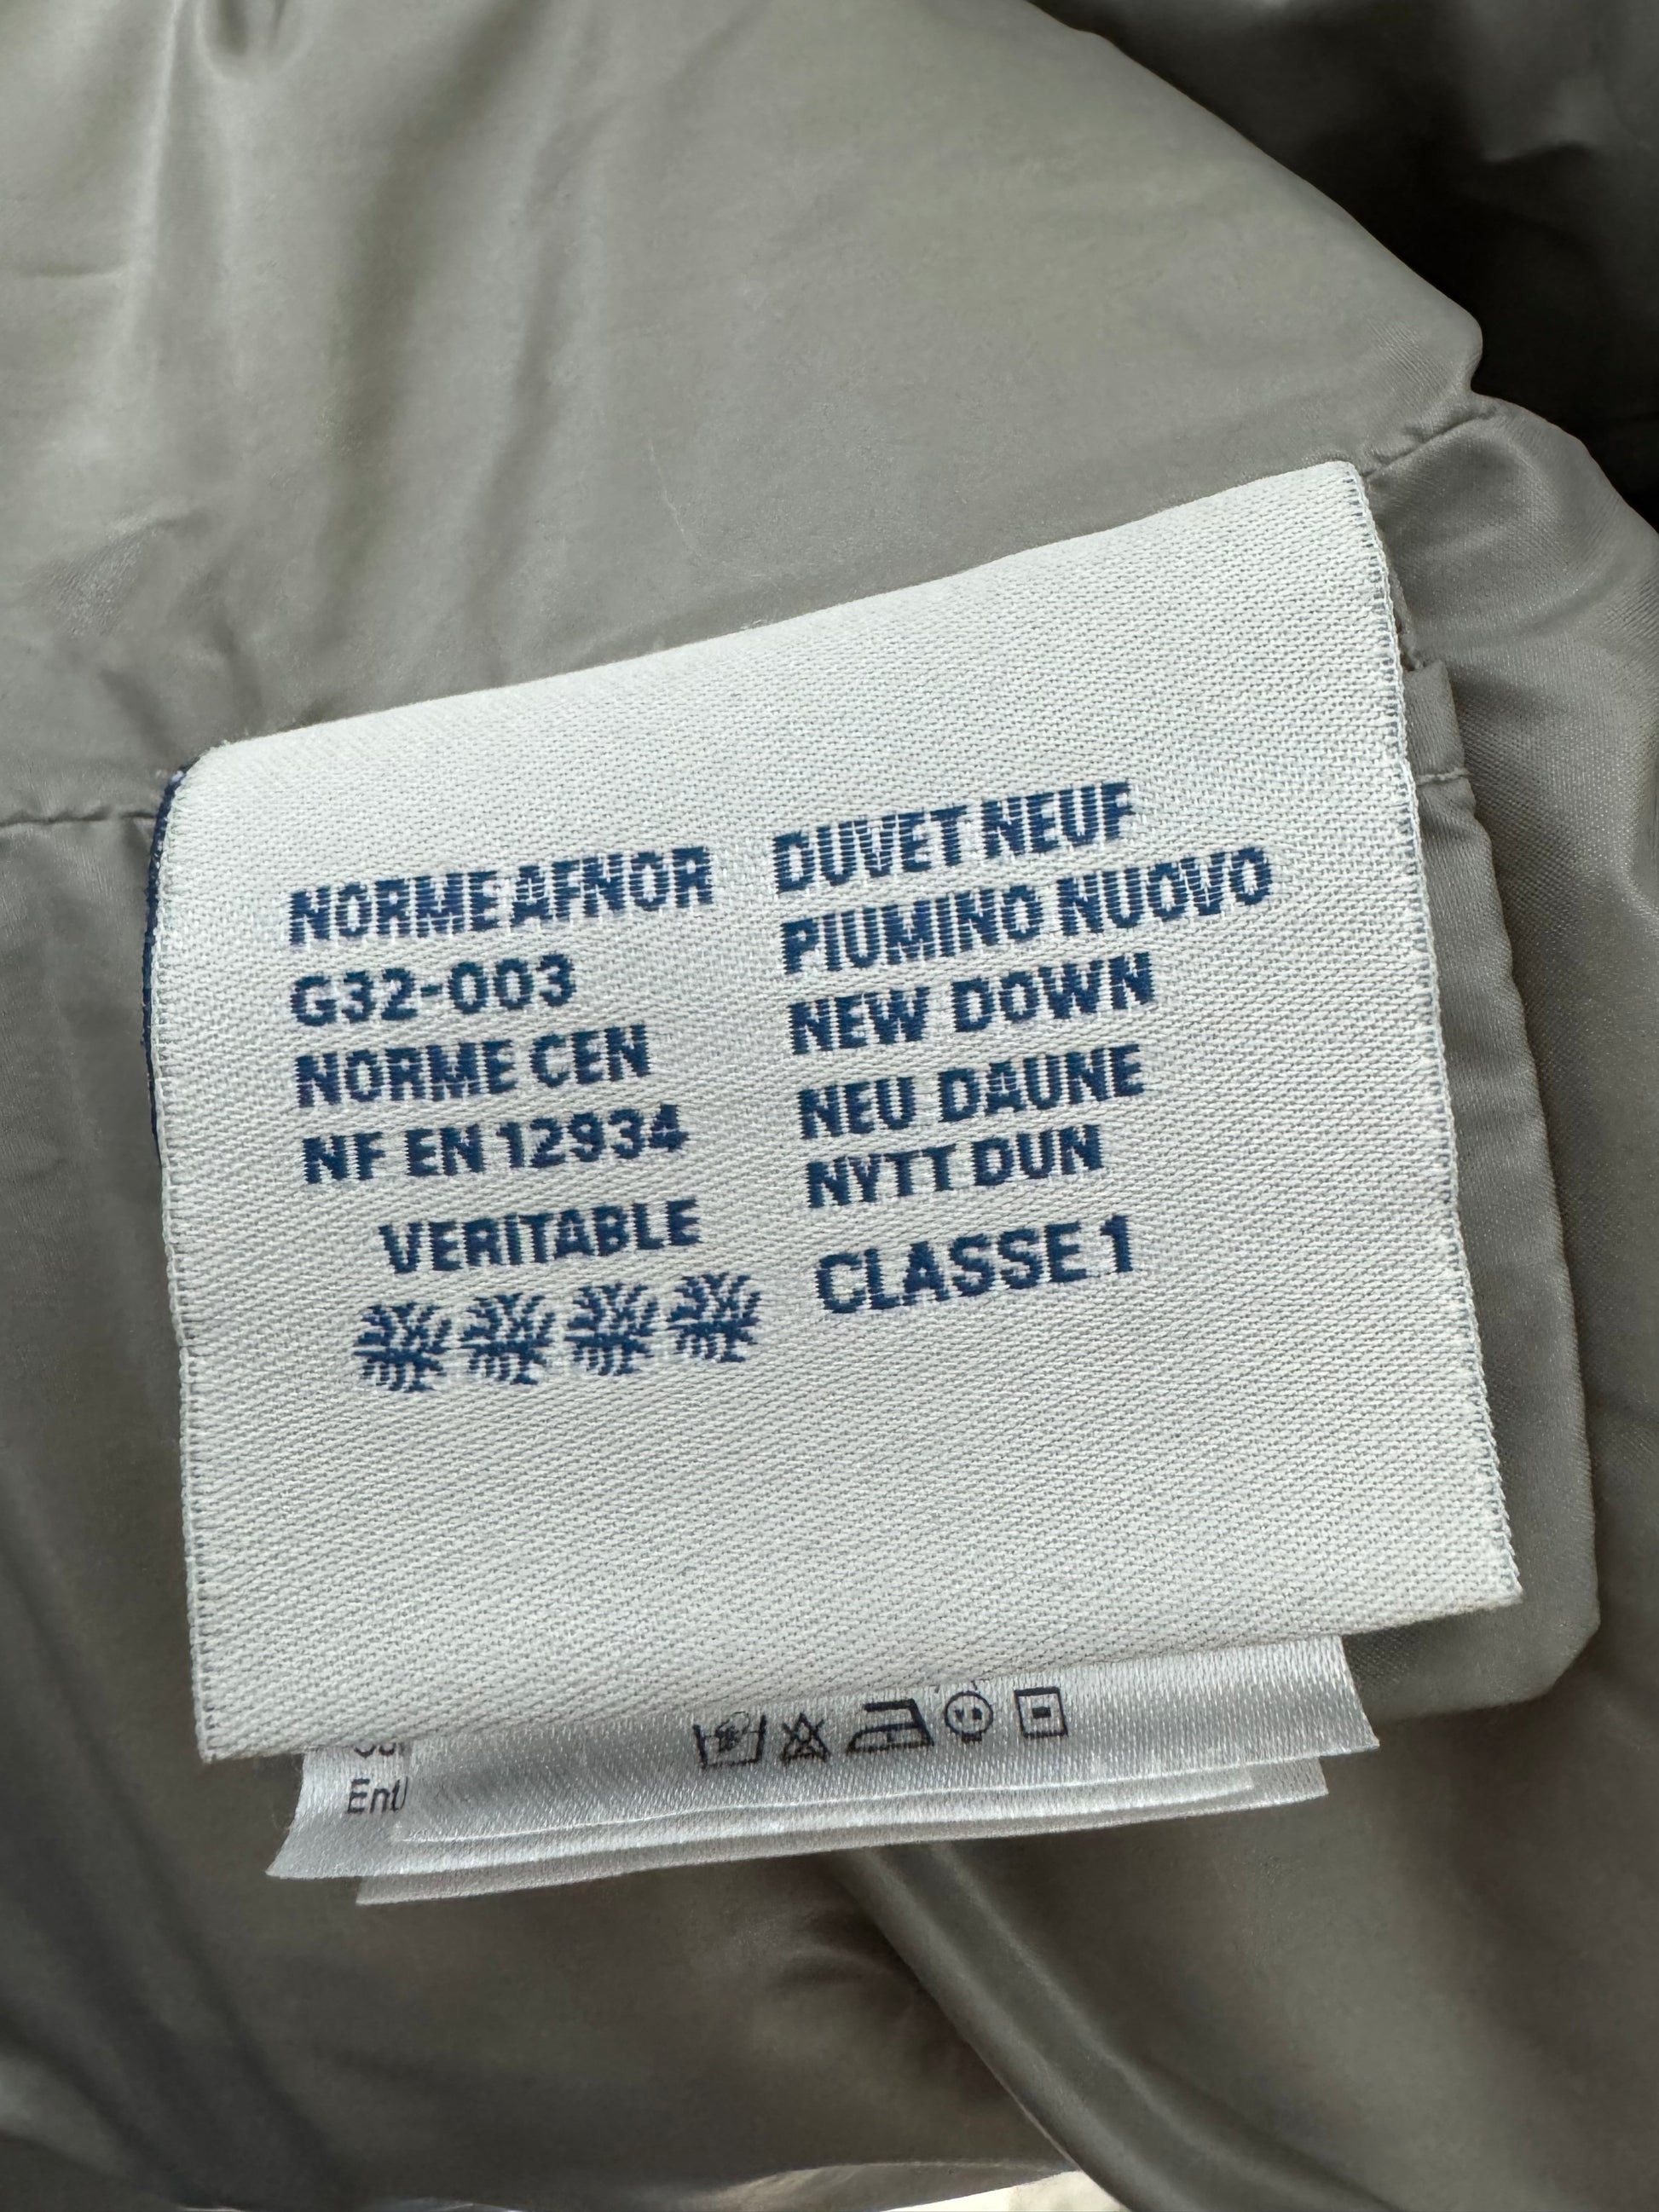 NORME AFNOR
G32-003
NORME CEN
NF EN 12934
VERITABLE
DUVET NEUF
PIUMINO NUOVO
NEW DOWN
NEU DAUNE
NYTT DUN
CLASSE 1